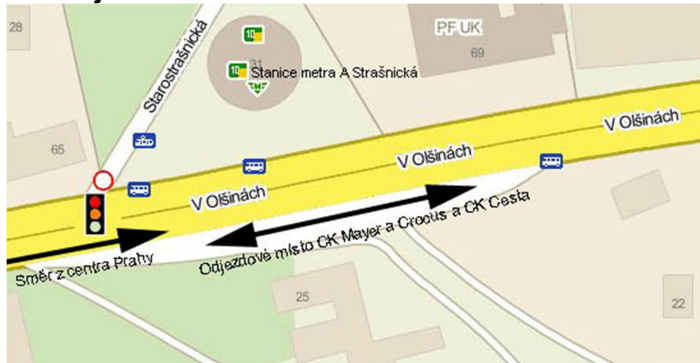 28
10
10
31
Stanice metra A Strašnická
PF UK
69
Starostrašnická
65
V Olšinách
V Olšinách
V Olšinách
Směr z centra Prahy
Odjezdové místo CK Mayer a Crocus a CK Cesta
25
22